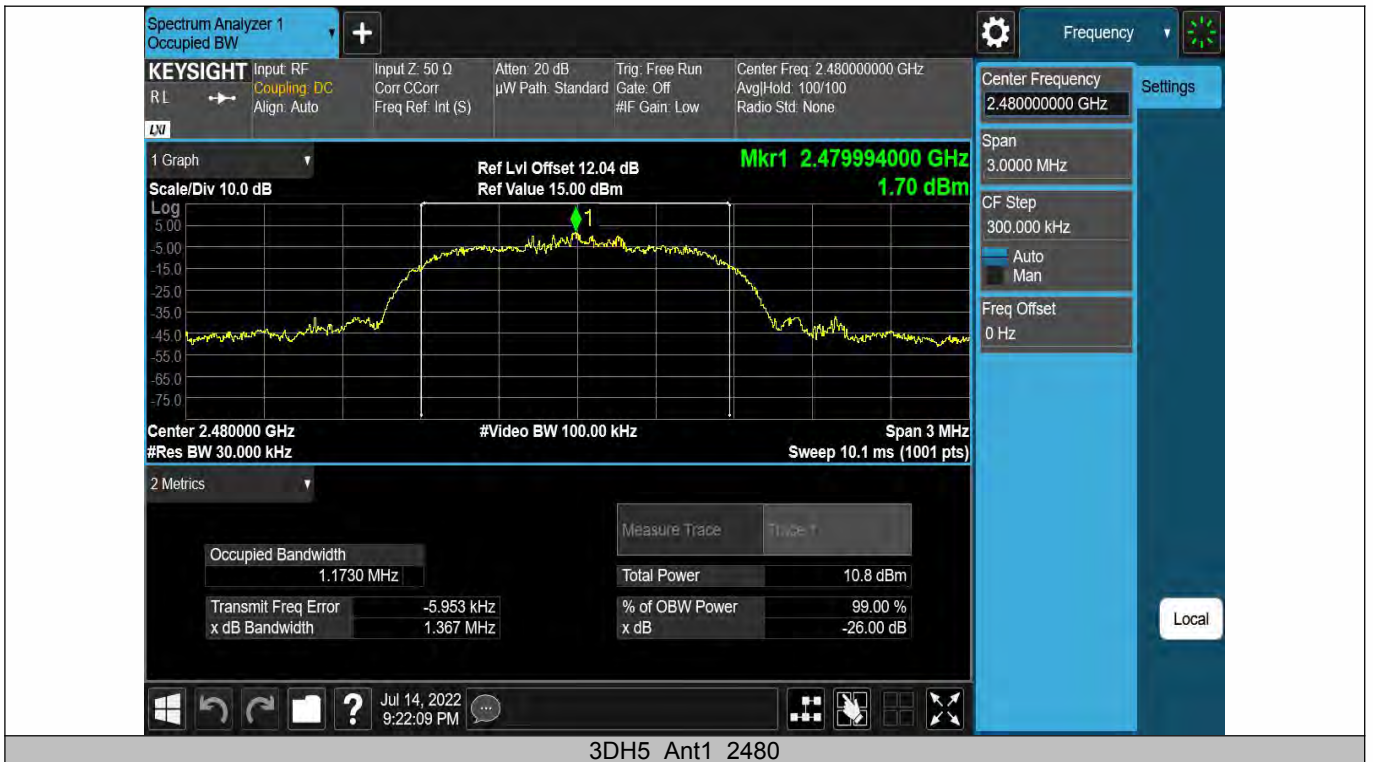 Spectrum Analyzer 1
Occupied BW
Frequency
KEYSIGHT
RL
LXI
Input: RF
Coupling: DC
Align: Auto
Input Z: 50 Ω
Corr CCorr
Freq Ref: Int (S)
Atten: 20 dB
µW Path: Standard
Trig: Free Run
Gate: Off
#IF Gain: Low
Center Freq: 2.480000000 GHz
Avg|Hold: 100/100
Radio Std: None
Center Frequency
2.480000000 GHz
Settings
Span
3.0000 MHz
CF Step
300.000 kHz
Auto
Man
Freq Offset
0 Hz
1 Graph
Scale/Div 10.0 dB
Ref Lvl Offset 12.04 dB
Ref Value 15.00 dBm
Mkr1 2.479994000 GHz
1.70 dBm
Log
5.00
-5.00
-15.0
-25.0
-35.0
-45.0
-55.0
-65.0
-75.0
1
Center 2.480000 GHz
#Video BW 100.00 kHz
Span 3 MHz
#Res BW 30.000 kHz
Sweep 10.1 ms (1001 pts)
2 Metrics
Measure Trace
Trace 1
Occupied Bandwidth
1.1730 MHz
Total Power 10.8 dBm
Transmit Freq Error -5.953 kHz
% of OBW Power 99.00 %
x dB Bandwidth 1.367 MHz
x dB -26.00 dB
Local
Jul 14, 2022
9:22:09 PM
3DH5_Ant1_2480